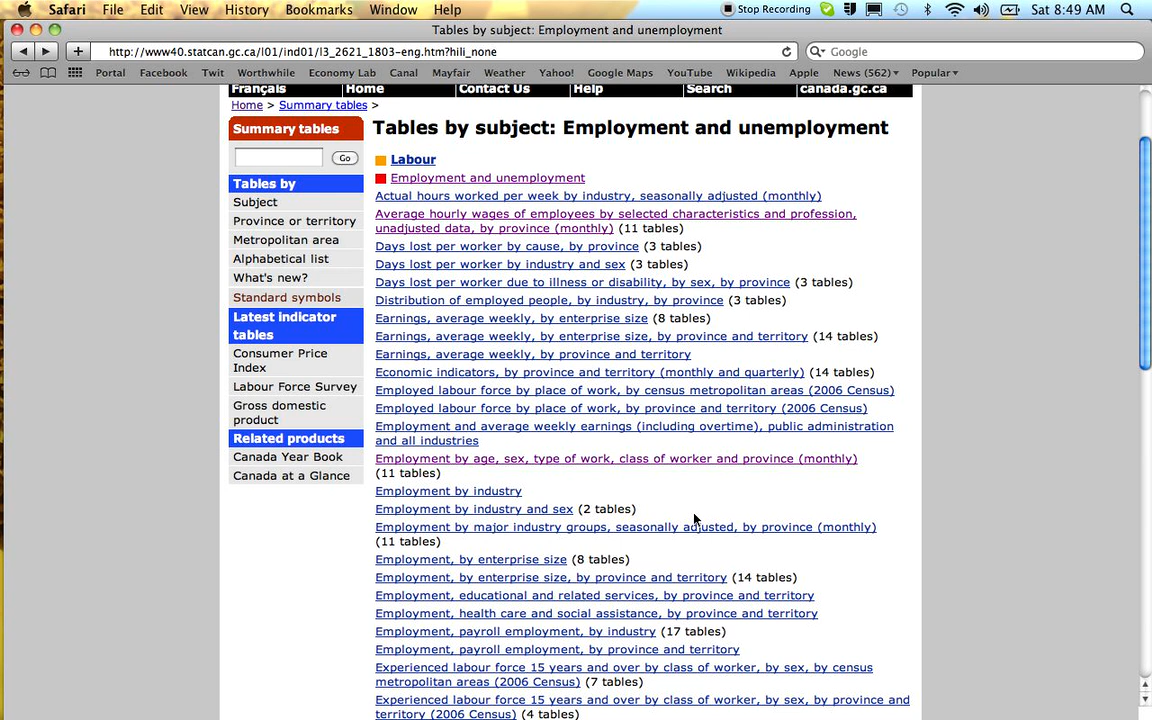 Safari File Edit View History Bookmarks Window Help Stop Recording Sat 8:49 AM
Tables by subject: Employment and unemployment
http://www40.statcan.gc.ca/l01/ind01/l3_2621_1803-eng.htm?hili_none Google
Portal Facebook Twit Worthwhile Economy Lab Canal Mayfair Weather Yahoo! Google Maps YouTube Wikipedia Apple News (562) Popular
Français Home Contact Us Help Search canada.gc.ca
Home > Summary tables >
Summary tables
Go
Tables by
Subject
Province or territory
Metropolitan area
Alphabetical list
What's new?
Standard symbols
Latest indicator
tables
Consumer Price
Index
Labour Force Survey
Gross domestic
product
Related products
Canada Year Book
Canada at a Glance
Tables by subject: Employment and unemployment
Labour
Employment and unemployment
Actual hours worked per week by industry, seasonally adjusted (monthly)
Average hourly wages of employees by selected characteristics and profession,
unadjusted data, by province (monthly) (11 tables)
Days lost per worker by cause, by province (3 tables)
Days lost per worker by industry and sex (3 tables)
Days lost per worker due to illness or disability, by sex, by province (3 tables)
Distribution of employed people, by industry, by province (3 tables)
Earnings, average weekly, by enterprise size (8 tables)
Earnings, average weekly, by enterprise size, by province and territory (14 tables)
Earnings, average weekly, by province and territory
Economic indicators, by province and territory (monthly and quarterly) (14 tables)
Employed labour force by place of work, by census metropolitan areas (2006 Census)
Employed labour force by place of work, by province and territory (2006 Census)
Employment and average weekly earnings (including overtime), public administration
and all industries
Employment by age, sex, type of work, class of worker and province (monthly)
(11 tables)
Employment by industry
Employment by industry and sex (2 tables)
Employment by major industry groups, seasonally adjusted, by province (monthly)
(11 tables)
Employment, by enterprise size (8 tables)
Employment, by enterprise size, by province and territory (14 tables)
Employment, educational and related services, by province and territory
Employment, health care and social assistance, by province and territory
Employment, payroll employment, by industry (17 tables)
Employment, payroll employment, by province and territory
Experienced labour force 15 years and over by class of worker, by sex, by census
metropolitan areas (2006 Census) (7 tables)
Experienced labour force 15 years and over by class of worker, by sex, by province and
territory (2006 Census) (4 tables)